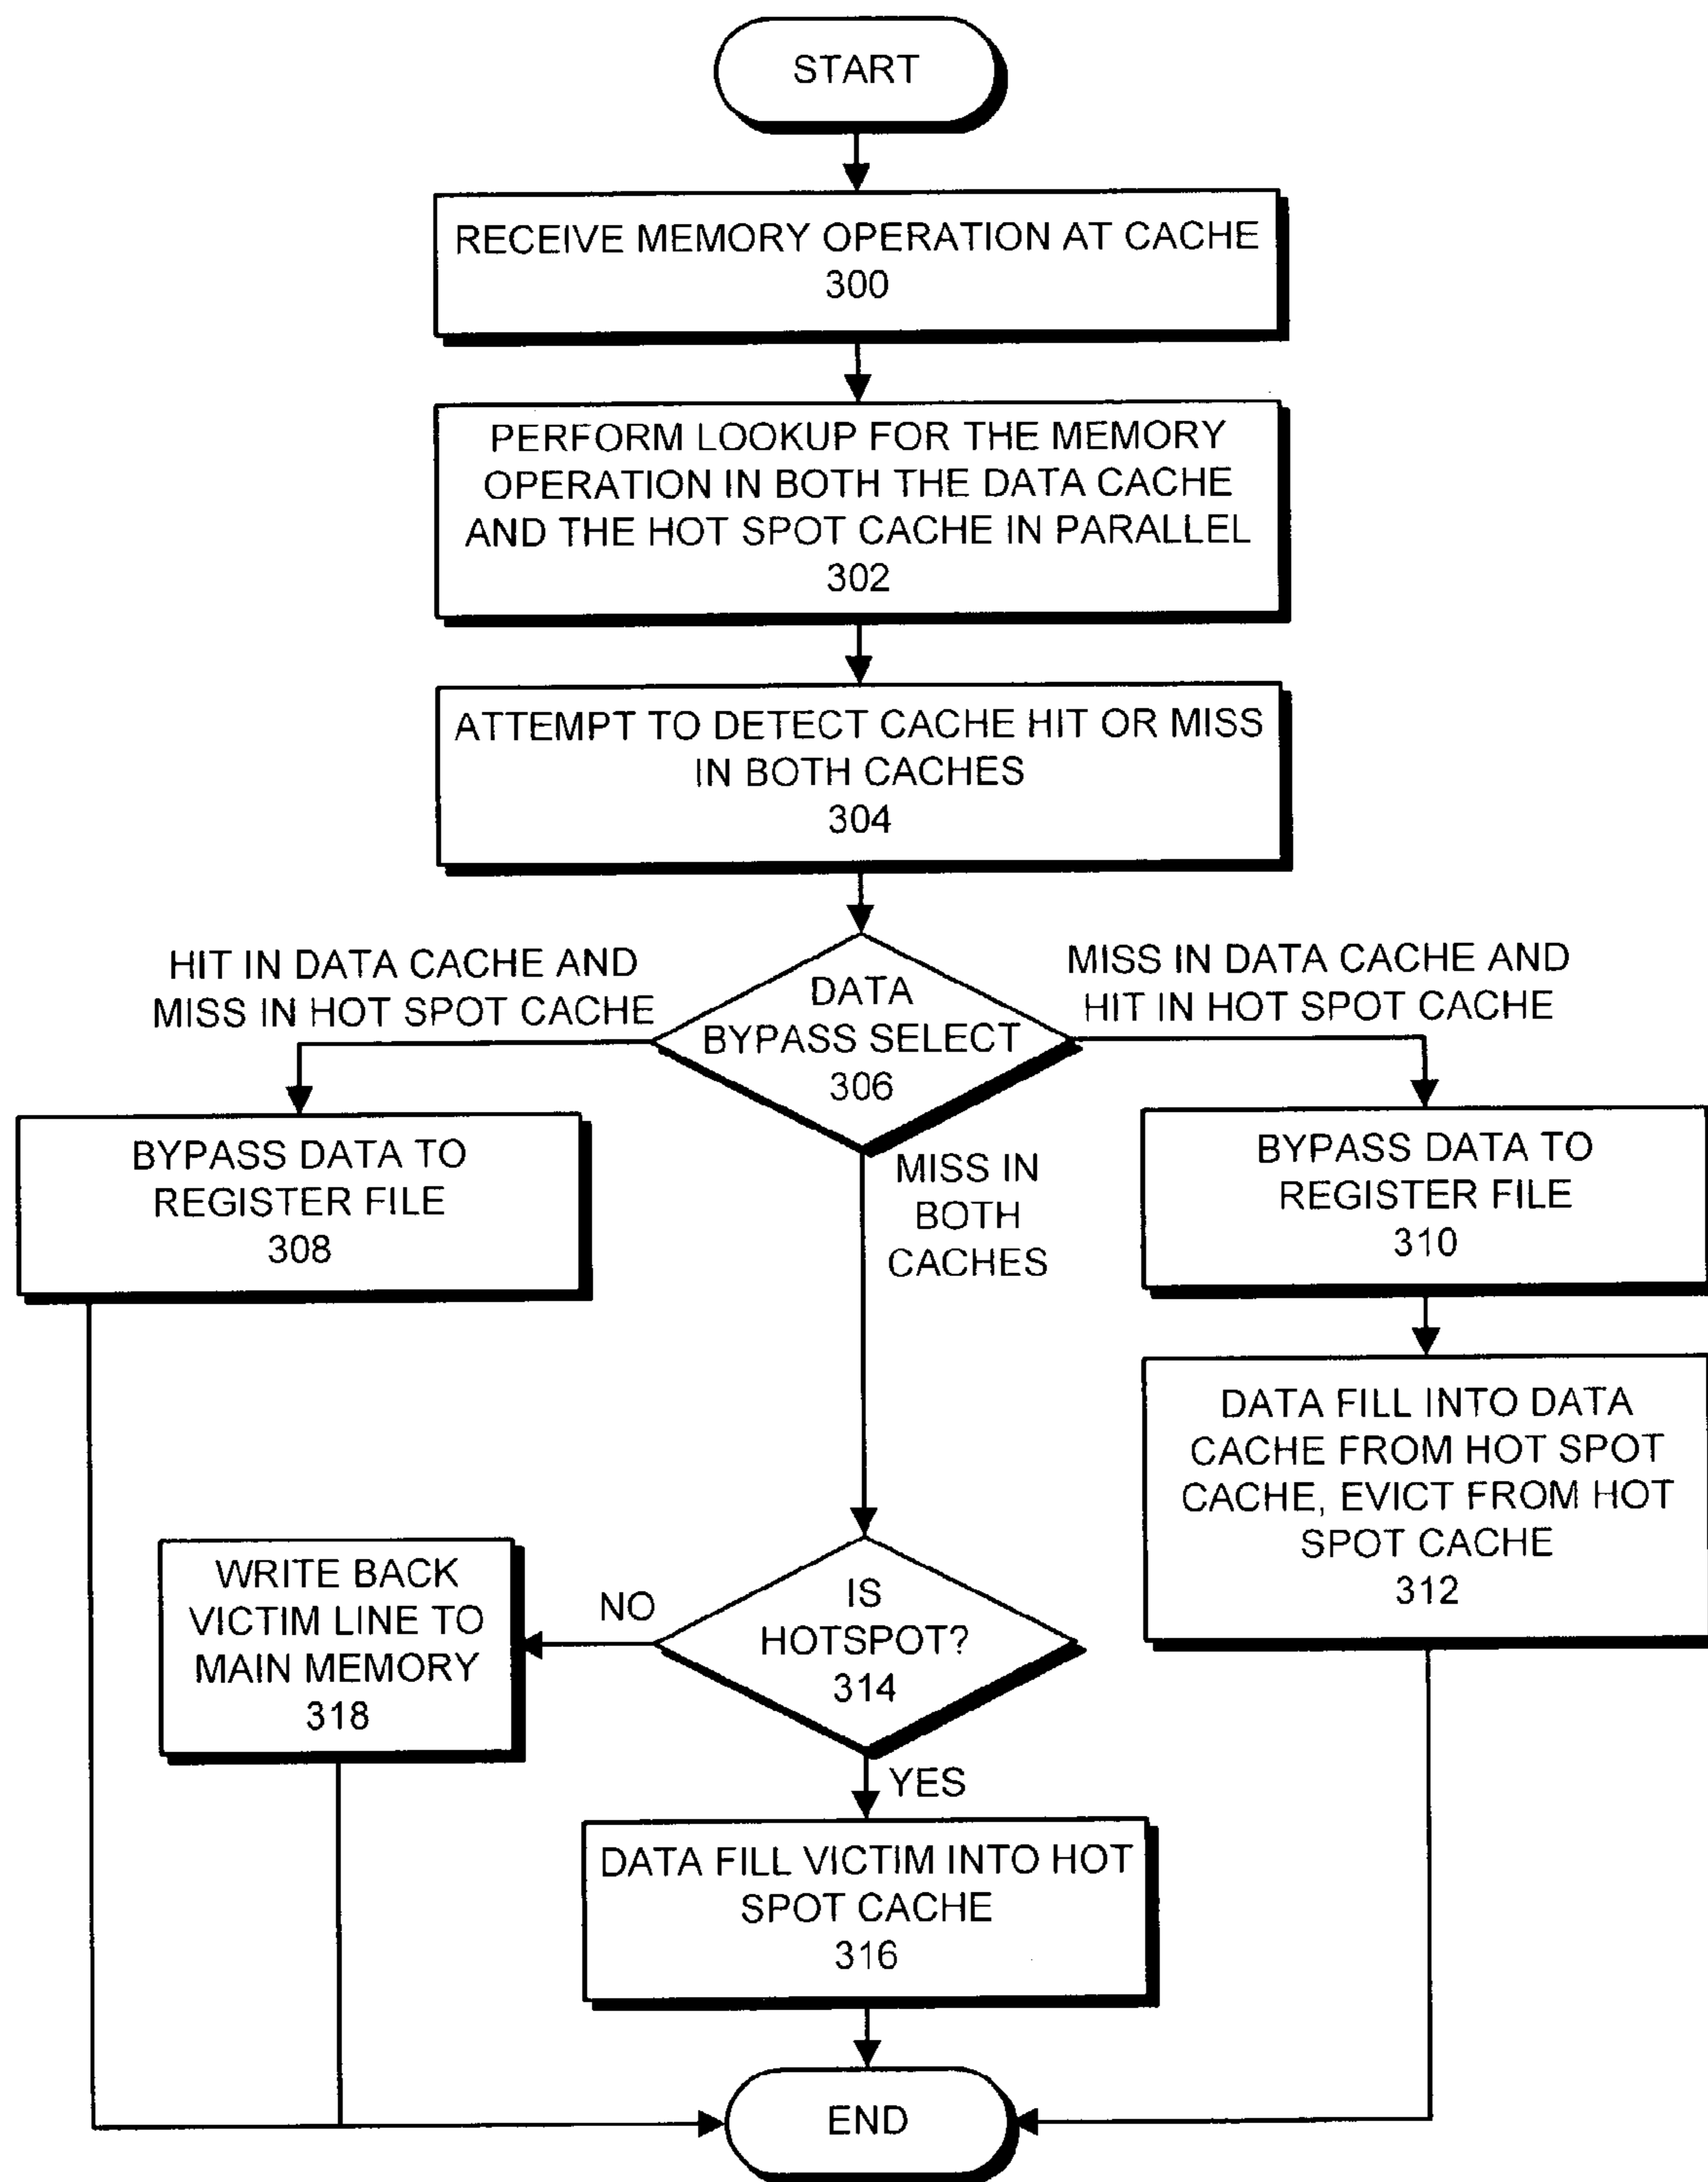 START
RECEIVE MEMORY OPERATION AT CACHE
300
PERFORM LOOKUP FOR THE MEMORY
OPERATION IN BOTH THE DATA CACHE
AND THE HOT SPOT CACHE IN PARALLEL
302
ATTEMPT TO DETECT CACHE HIT OR MISS
IN BOTH CACHES
304
HIT IN DATA CACHE AND
MISS IN HOT SPOT CACHE
DATA
BYPASS SELECT
306
MISS IN DATA CACHE AND
HIT IN HOT SPOT CACHE
BYPASS DATA TO
REGISTER FILE
308
MISS IN
BOTH
CACHES
BYPASS DATA TO
REGISTER FILE
310
DATA FILL INTO DATA
CACHE FROM HOT SPOT
CACHE, EVICT FROM HOT
SPOT CACHE
312
WRITE BACK
VICTIM LINE TO
MAIN MEMORY
318
NO
IS
HOTSPOT?
314
YES
DATA FILL VICTIM INTO HOT
SPOT CACHE
316
END